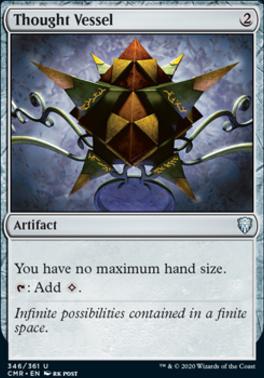 Thought Vessel 2
Artifact
You have no maximum hand size.
: Add .
Infinite possibilities contained in a finite
space.
346/361 U
CMR • EN RK POST ™ & © 2020 Wizards of the Coast